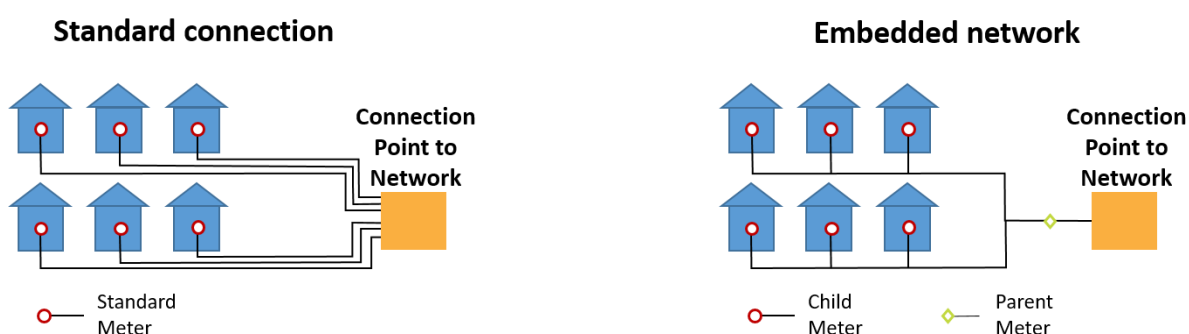 Standard connection
Connection
Point to
Network
Standard
Meter
Embedded network
Connection
Point to
Network
Child
Meter
Parent
Meter